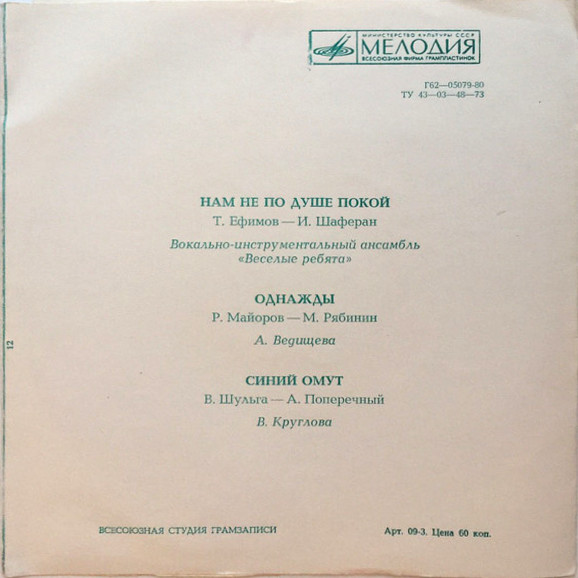 МИНИСТЕРСТВО КУЛЬТУРЫ СССР
МЕЛОДИЯ
ВСЕСОЮЗНАЯ ФИРМА ГРАМПЛАСТИНОК
Г62—05079-80
ТУ 43—03—48—73
НАМ НЕ ПО ДУШЕ ПОКОЙ
Т. Ефимов — И. Шаферан
Вокально-инструментальный ансамбль
«Веселые ребята»
ОДНАЖДЫ
Р. Майоров — М. Рябинин
А. Ведищева
СИНИЙ ОМУТ
В. Шульга — А. Поперечный
В. Круглова
12
ВСЕСОЮЗНАЯ СТУДИЯ ГРАМЗАПИСИ
Арт. 09-3. Цена 60 коп.